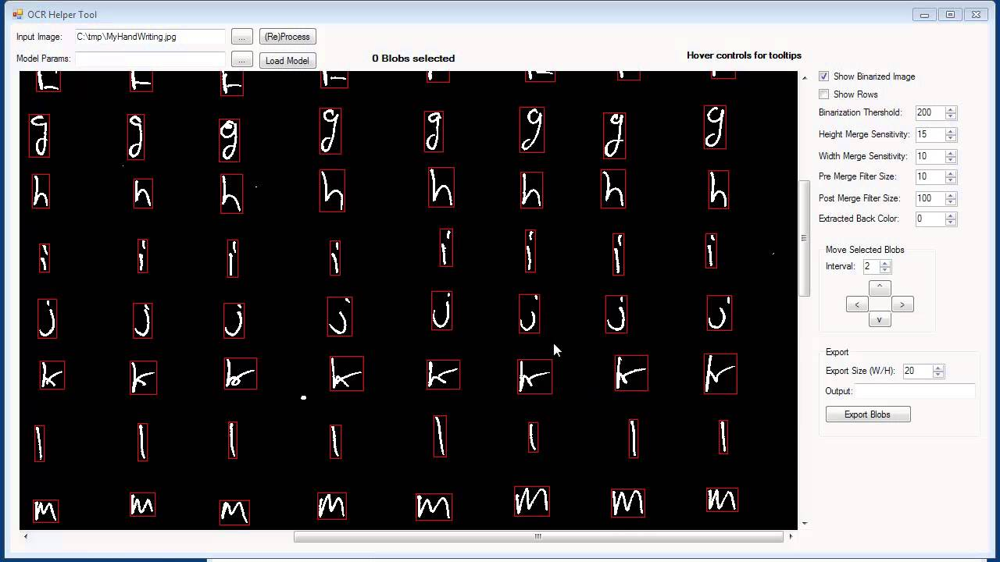 OCR Helper Tool
Input Image: C:\tmp\MyHandWriting.jpg ... (Re)Process
Model Params: ... Load Model
0 Blobs selected
Hover controls for tooltips
g g g g g g g g
h h h h h h h h
i i i i i i i i
j j j j j j j j
k k k k k k k k
l l l l l l l l
m m m m m m m m
Show Binarized Image
Show Rows
Binarization Thershold: 200
Height Merge Sensitivity: 15
Width Merge Sensitivity: 10
Pre Merge Filter Size: 10
Post Merge Filter Size: 100
Extracted Back Color: 0
Move Selected Blobs
Interval: 2
^
< >
v
Export
Export Size (W/H): 20
Output:
Export Blobs